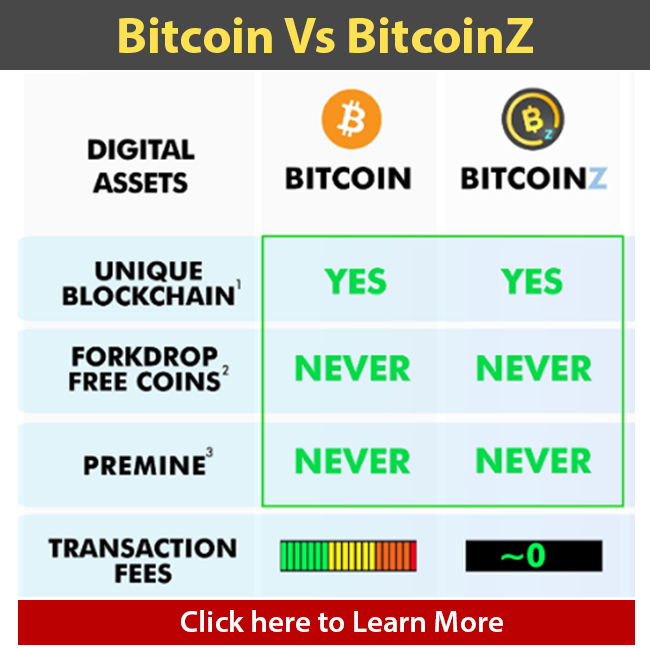 Bitcoin Vs BitcoinZ
DIGITAL
ASSETS
BITCOIN
BITCOINZ
UNIQUE
BLOCKCHAIN¹
YES
YES
FORKDROP
FREE COINS²
NEVER
NEVER
PREMINE³
NEVER
NEVER
TRANSACTION
FEES
~0
Click here to Learn More